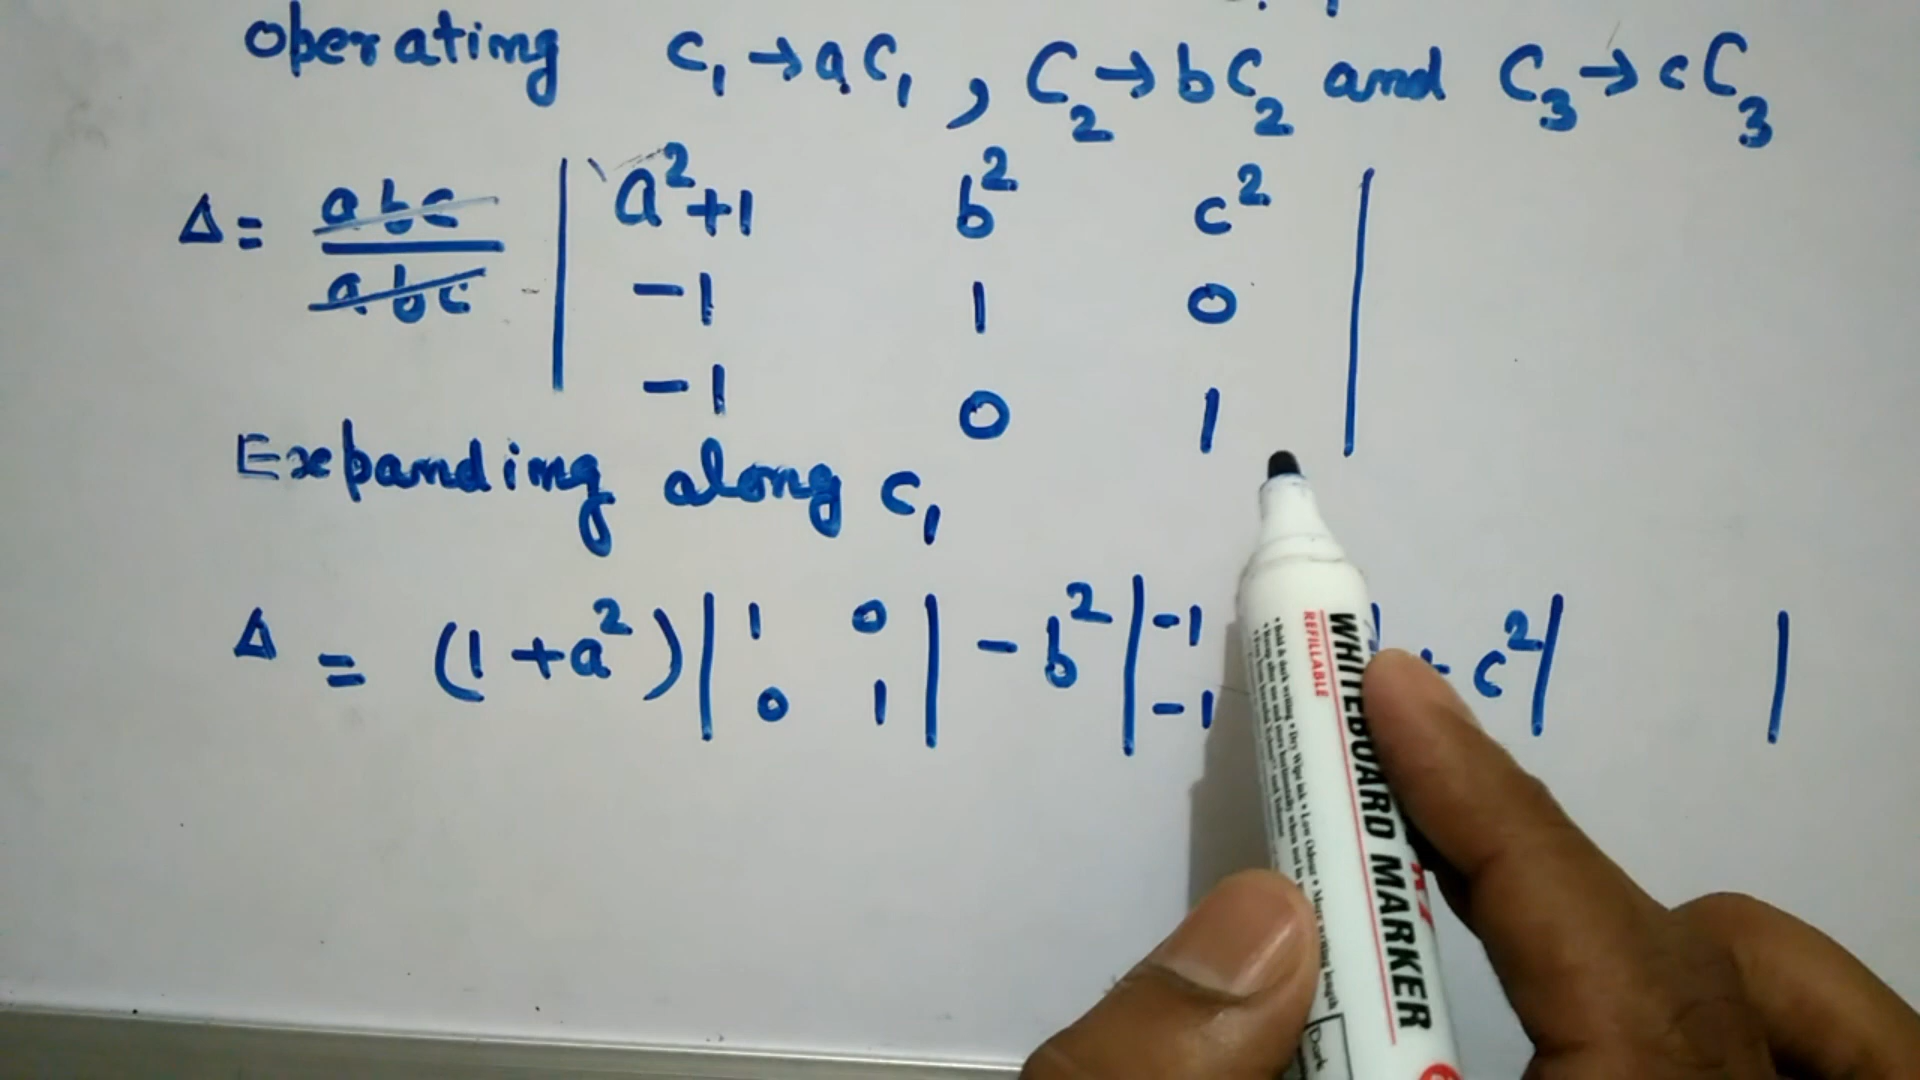 operating C₁→aC₁, C₂→bC₂ and C₃→cC₃
Δ = abc/abc | a²+1 b² c² |
-1 1 0
-1 0 1
Expanding along C₁
Δ = (1+a²) | 1 0 | - b² | -1 + c² | |
0 1 -1
WHITEBOARD MARKER
REFILLABLE
Dark